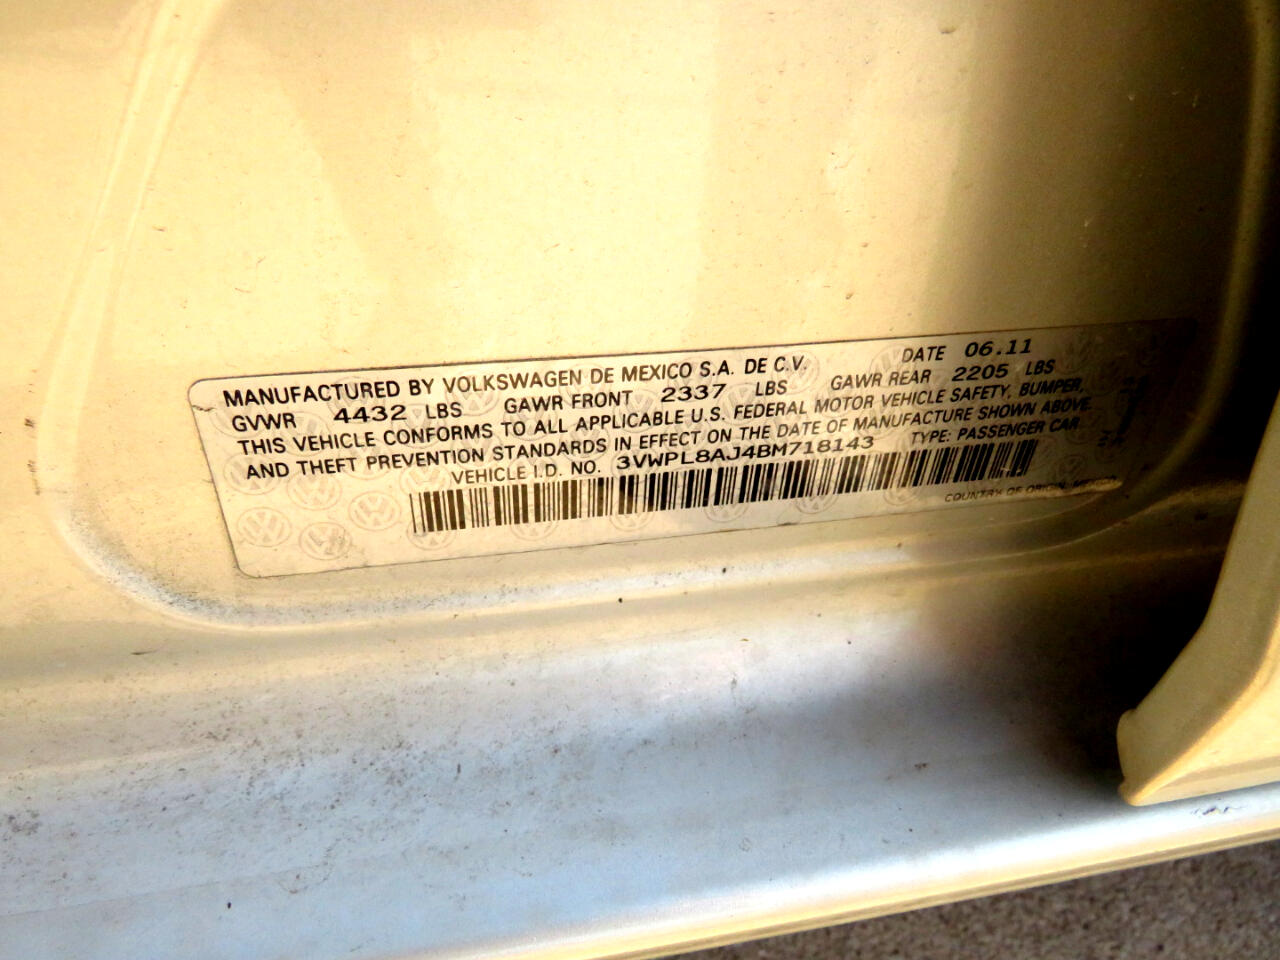 MANUFACTURED BY VOLKSWAGEN DE MEXICO S.A. DE C.V. DATE 06.11
GVWR 4432 LBS GAWR FRONT 2337 LBS GAWR REAR 2205 LBS
THIS VEHICLE CONFORMS TO ALL APPLICABLE U.S. FEDERAL MOTOR VEHICLE SAFETY, BUMPER,
AND THEFT PREVENTION STANDARDS IN EFFECT ON THE DATE OF MANUFACTURE SHOWN ABOVE.
VEHICLE I.D. NO. 3VWPL8AJ4BM718143 TYPE: PASSENGER CAR
COUNTRY OF ORIGIN: MEXICO